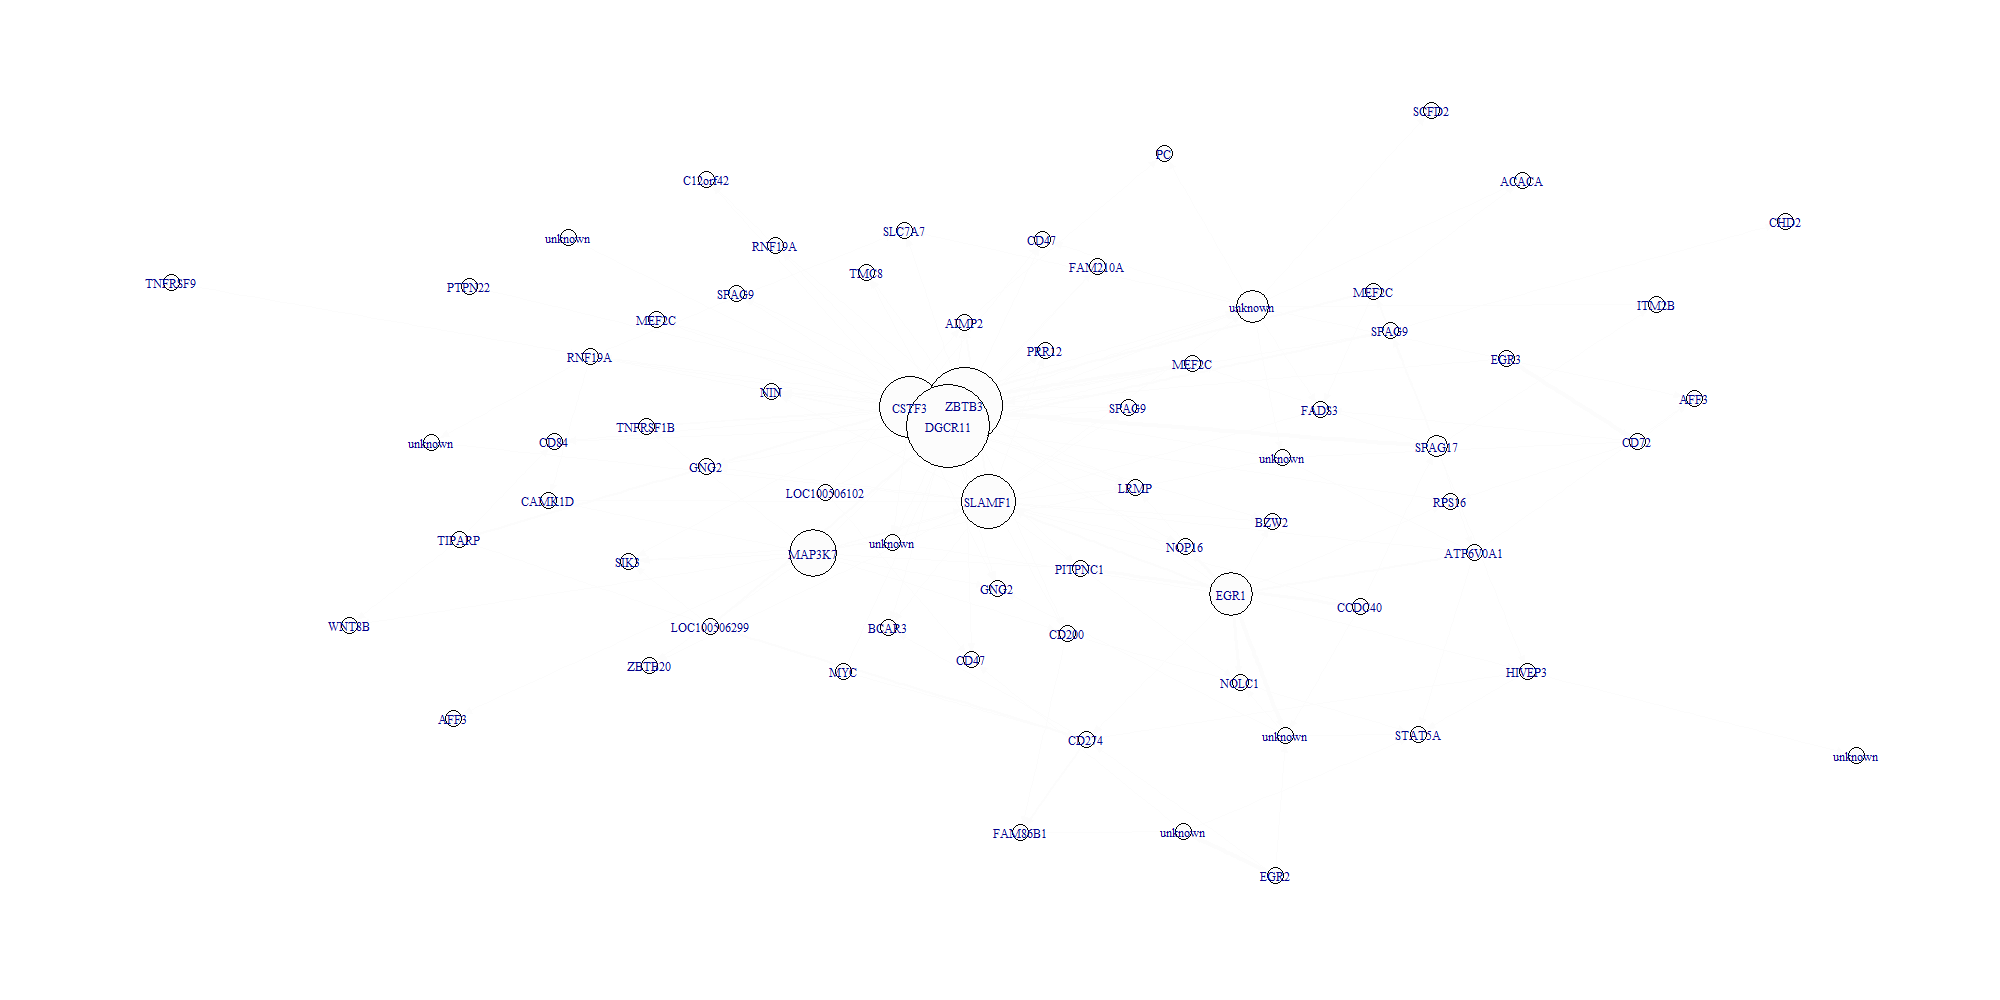 SCFD2
PC
C12orf42
ACACA
CHD2
SLC7A7
unknown
CD47
RNF19A
FAM210A
TMC8
TNFRSF9
PTPN22
SPAG9
MEF2C
ITM2B
unknown
MEF2C
AIMP2
SPAG9
PRR12
RNF19A
EGR3
MEF2C
NIN
AFF3
ZBTB3
CSTF3
SPAG9
FADS3
TNFRSF1B
DGCR11
unknown
CD84
CD72
SPAG17
unknown
GNG2
LRMP
LOC100506102
CAMK1D
SLAMF1
RPS16
BZW2
TIPARP
unknown
NOP16
MAP3K7
ATP6V0A1
SIK3
PITPNC1
GNG2
EGR1
CCDC40
WNT8B
LOC100506299
BCAR3
CD200
CD47
ZBTB20
MYC
HIVEP3
NOLC1
AFF3
STAT5A
unknown
CD274
unknown
FAM86B1
unknown
EGR2